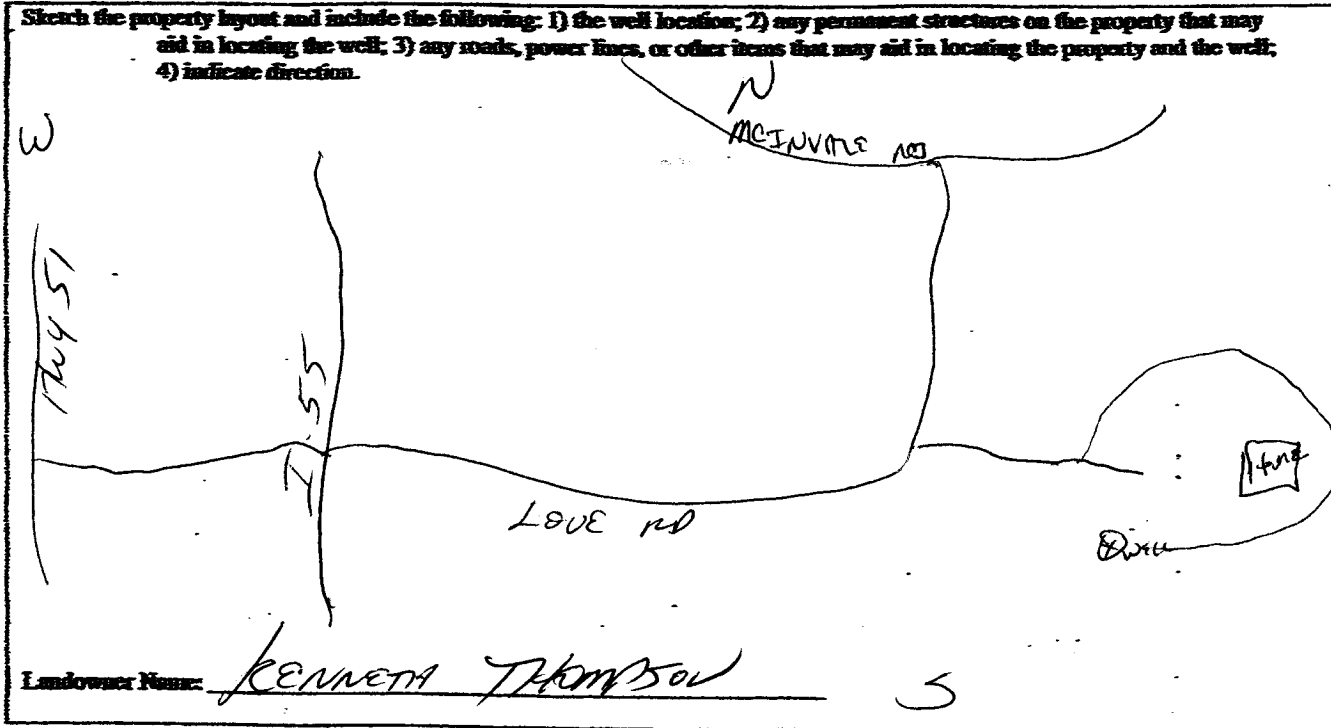 Sketch the property layout and include the following: 1) the well location; 2) any permanent structures on the property that may
aid in locating the well; 3) any roads, power lines, or other items that may aid in locating the property and the well;
4) indicate direction.
N
W
MCINVALE RD
HWY 51
I-55
HOME
LOVE RD
WELL
Landowner Name: KENNETH THOMPSON
S